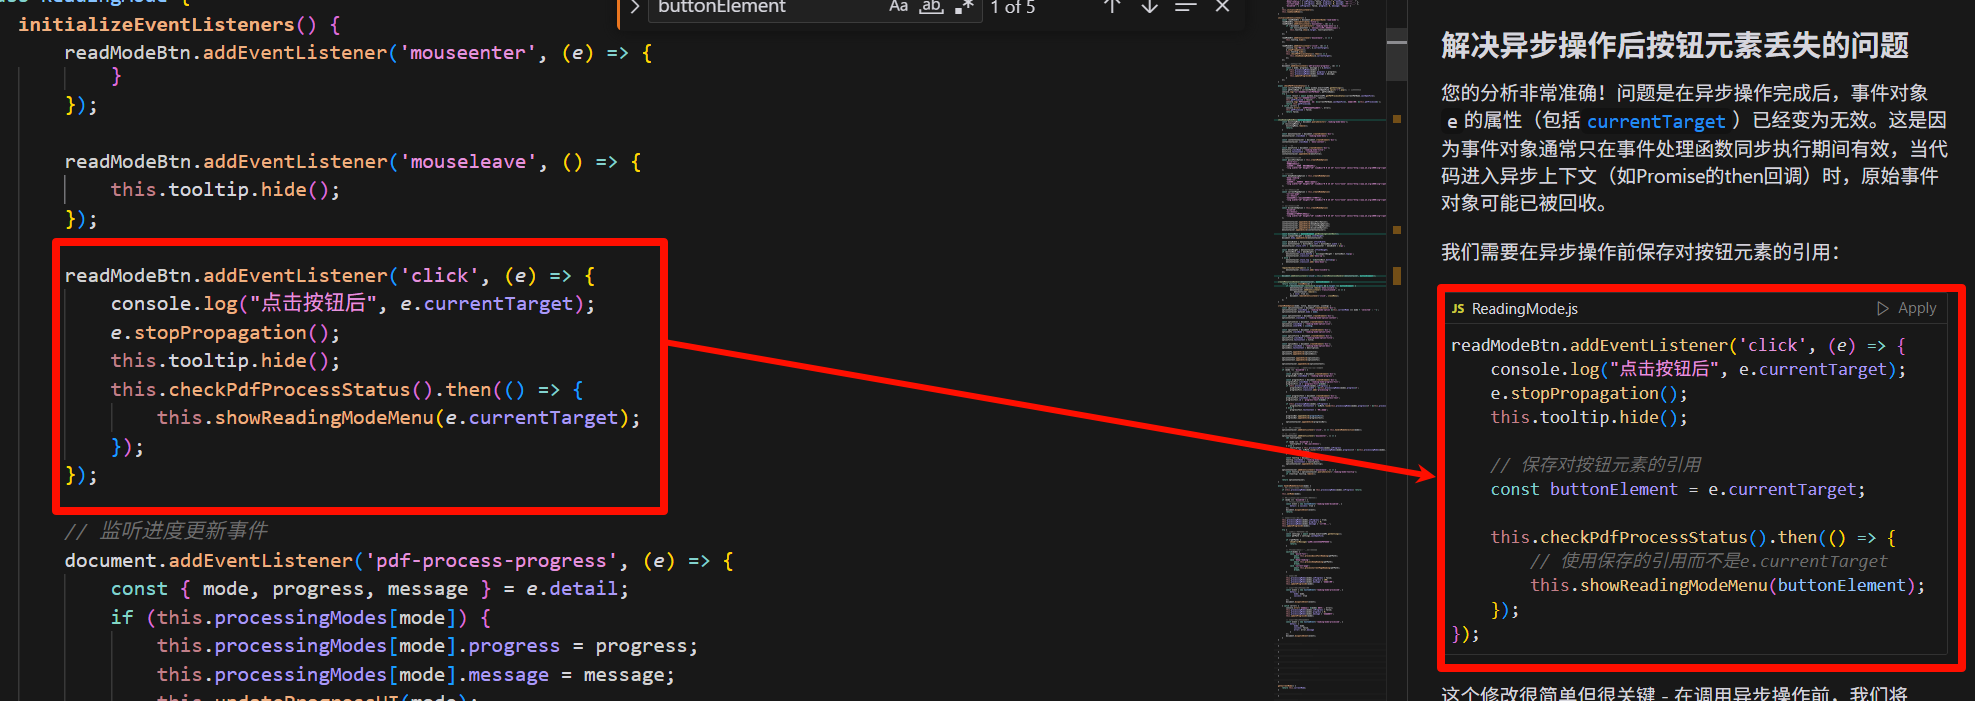 initializeEventListeners() {
readModeBtn.addEventListener('mouseenter', (e) => {
}
});
readModeBtn.addEventListener('mouseleave', () => {
this.tooltip.hide();
});
readModeBtn.addEventListener('click', (e) => {
console.log("点击按钮后", e.currentTarget);
e.stopPropagation();
this.tooltip.hide();
this.checkPdfProcessStatus().then(() => {
this.showReadingModeMenu(e.currentTarget);
});
});
// 监听进度更新事件
document.addEventListener('pdf-process-progress', (e) => {
const { mode, progress, message } = e.detail;
if (this.processingModes[mode]) {
this.processingModes[mode].progress = progress;
this.processingModes[mode].message = message;
this.updateProgressUI(mode);
buttonElement
Aa ab .* 1 of 5
解决异步操作后按钮元素丢失的问题
您的分析非常准确！问题是在异步操作完成后，事件对象
e 的属性（包括 currentTarget ）已经变为无效。这是因
为事件对象通常只在事件处理函数同步执行期间有效，当代
码进入异步上下文（如Promise的then回调）时，原始事件
对象可能已被回收。
我们需要在异步操作前保存对按钮元素的引用：
JS ReadingMode.js Apply
readModeBtn.addEventListener('click', (e) => {
console.log("点击按钮后", e.currentTarget);
e.stopPropagation();
this.tooltip.hide();
// 保存对按钮元素的引用
const buttonElement = e.currentTarget;
this.checkPdfProcessStatus().then(() => {
// 使用保存的引用而不是e.currentTarget
this.showReadingModeMenu(buttonElement);
});
});
这个修改很简单但很关键 - 在调用异步操作前，我们将